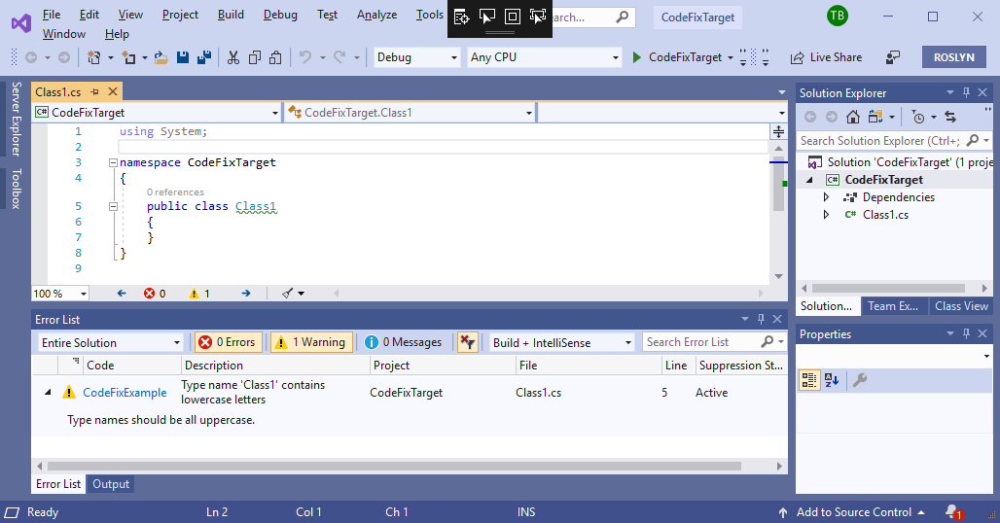 File Edit View Project Build Debug Test Analyze Tools
Window Help
CodeFixTarget
TB
Debug
Any CPU
CodeFixTarget
Live Share
ROSLYN
Server Explorer
Toolbox
Class1.cs
C# CodeFixTarget
CodeFixTarget.Class1
1 using System;
2
3 namespace CodeFixTarget
4 {
0 references
5 public class Class1
6 {
7 }
8 }
9
100 %
0
1
Error List
Entire Solution
0 Errors
1 Warning
0 Messages
Build + IntelliSense
Search Error List
Code Description Project File Line Suppression St...
CodeFixExample
Type name 'Class1' contains
lowercase letters
CodeFixTarget
Class1.cs
5
Active
Type names should be all uppercase.
Error List Output
Solution Explorer
Search Solution Explorer (Ctrl+;
Solution 'CodeFixTarget' (1 proje
C# CodeFixTarget
Dependencies
C# Class1.cs
Solution... Team Ex... Class View
Properties
Ready
Ln 2
Col 1
Ch 1
INS
Add to Source Control
1